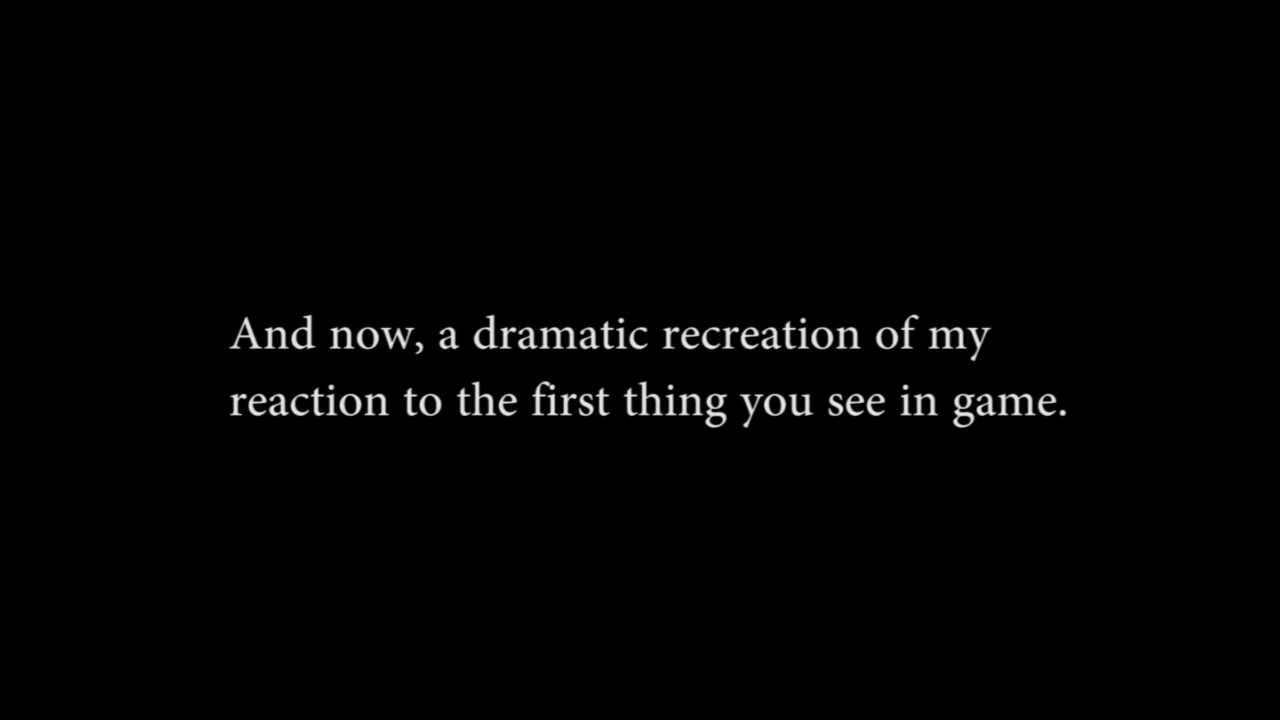 And now, a dramatic recreation of my
reaction to the first thing you see in game.